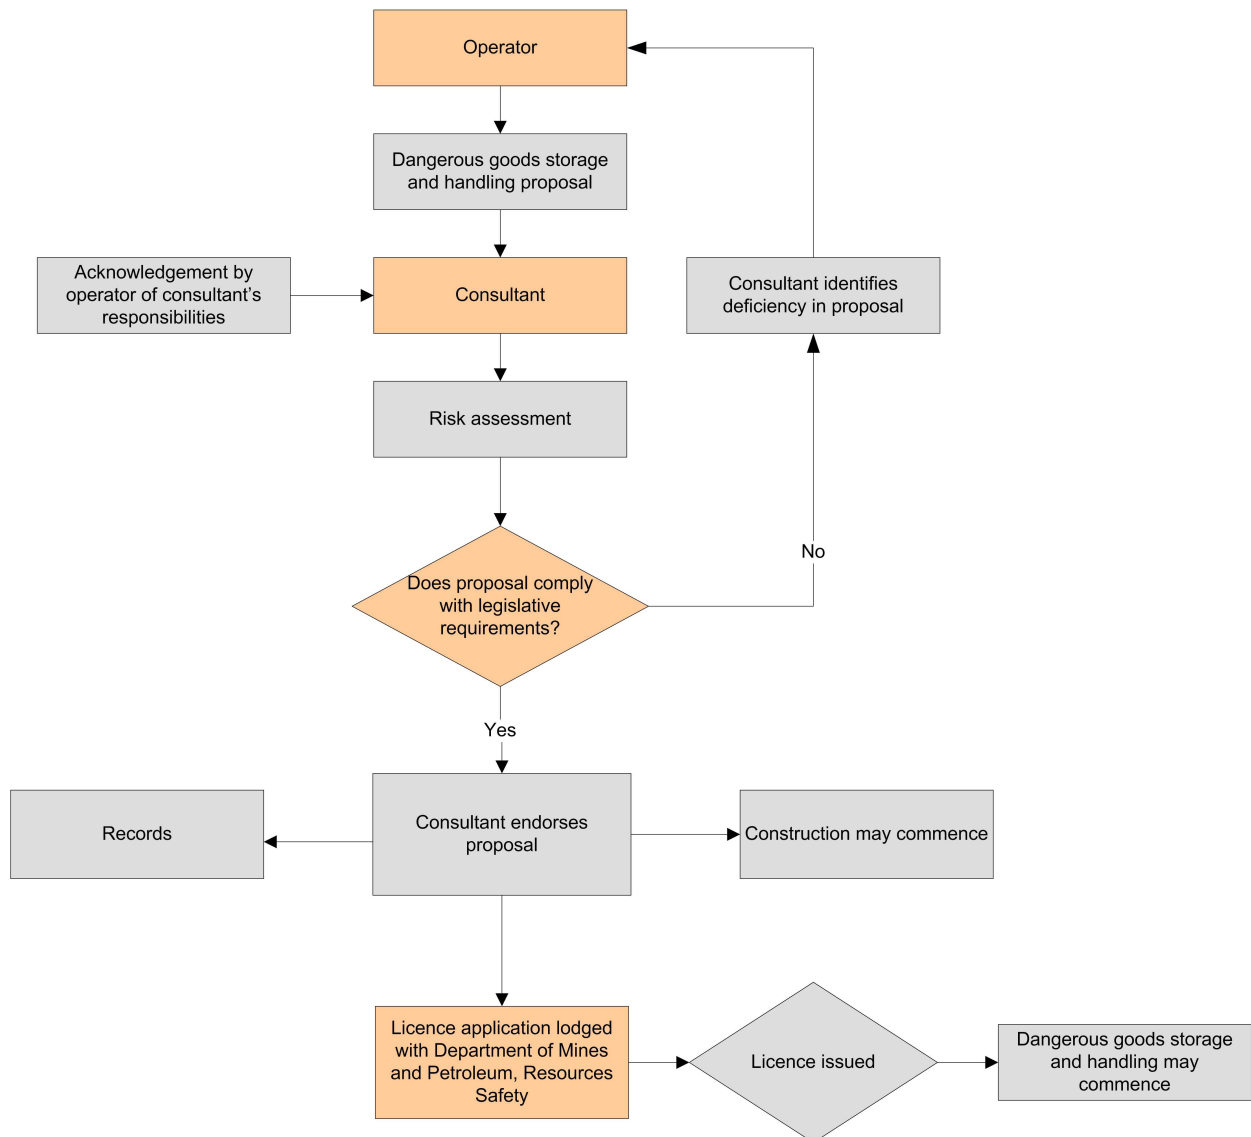 Operator
Dangerous goods storage
and handling proposal
Acknowledgement by
operator of consultant's
responsibilities
Consultant
Consultant identifies
deficiency in proposal
Risk assessment
No
Does proposal comply
with legislative
requirements?
Yes
Records
Consultant endorses
proposal
Construction may commence
Licence application lodged
with Department of Mines
and Petroleum, Resources
Safety
Licence issued
Dangerous goods storage
and handling may
commence